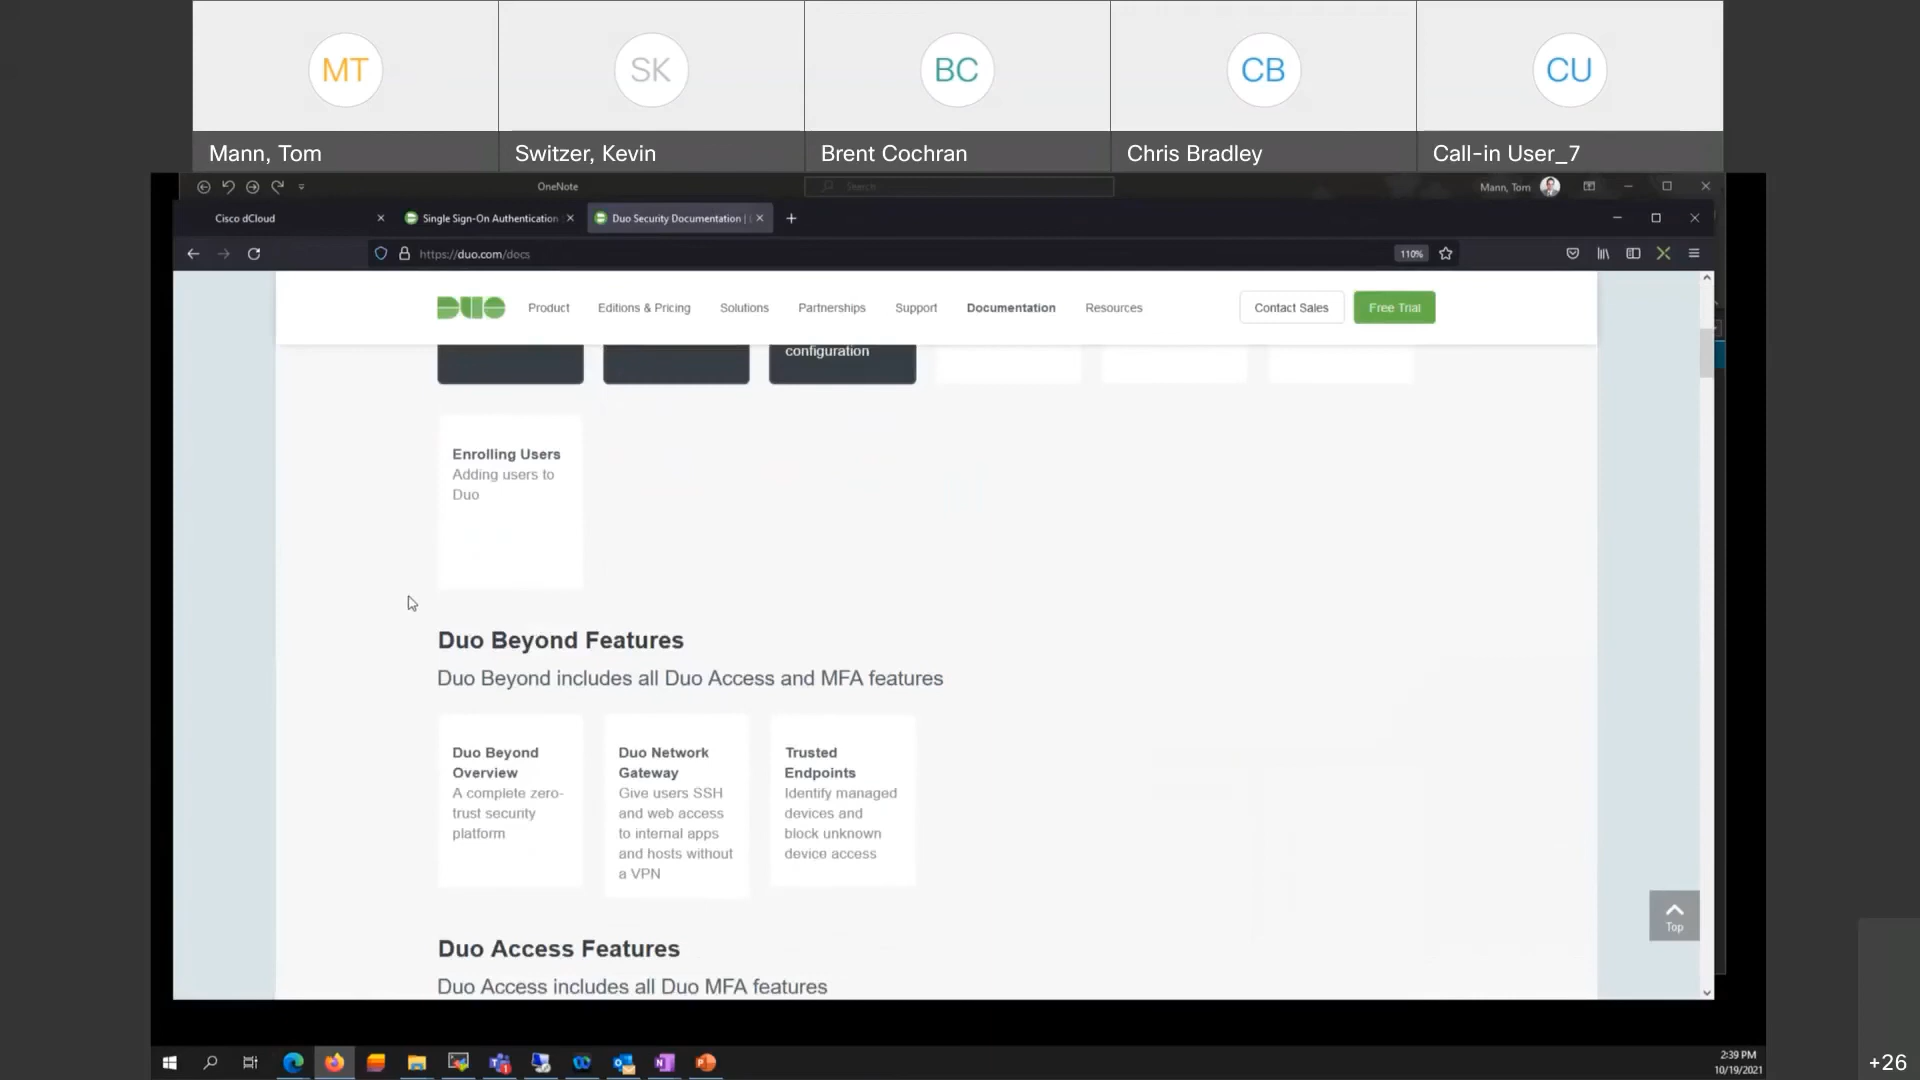 MT
SK
BC
CB
CU
Mann, Tom
Switzer, Kevin
Brent Cochran
Chris Bradley
Call-in User_7
OneNote
Search
Mann, Tom
Cisco dCloud
Single Sign-On Authentication
Duo Security Documentation |
https://duo.com/docs
110%
DUO
Product
Editions & Pricing
Solutions
Partnerships
Support
Documentation
Resources
Contact Sales
Free Trial
configuration
Enrolling Users
Adding users to
Duo
Duo Beyond Features
Duo Beyond includes all Duo Access and MFA features
Duo Beyond
Overview
A complete zero-
trust security
platform
Duo Network
Gateway
Give users SSH
and web access
to internal apps
and hosts without
a VPN
Trusted
Endpoints
Identify managed
devices and
block unknown
device access
Top
Duo Access Features
Duo Access includes all Duo MFA features
2:39 PM
10/19/2021
+26